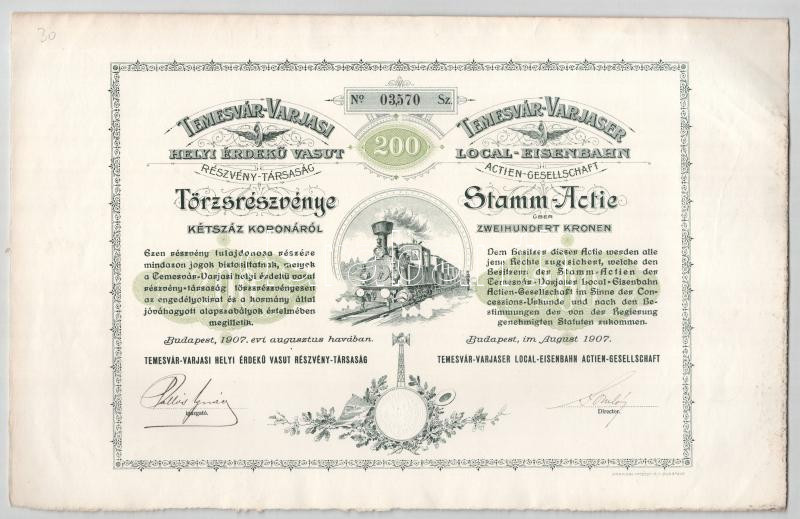 30
Nº 03,570 Sz.
200
TEMESVÁR-VARJASI
HELYI ÉRDEKŰ VASUT
RÉSZVÉNY-TÁRSASÁG
Törzsrészvénye
KÉTSZÁZ KORONÁRÓL
Ezen részvény tulajdonosa részére
mindazon jogok biztosíttatnak, melyek
a Temesvár-Varjasi helyi érdekű vasut
részvény-társaság törzsrészvényesein
az engedélyokirat és a kormány által
jóváhagyott alapszabályok értelmében
megilletik.
Budapest, 1907. évi augusztus havában.
TEMESVÁR-VARJASI HELYI ÉRDEKŰ VASUT RÉSZVÉNY-TÁRSASÁG
igazgató.
TEMESVÁR-VARJASER
LOCAL-EISENBAHN
ACTIEN-GESELLSCHAFT
Stamm-Actie
ÜBER
ZWEIHUNDERT KRONEN
Dem Besitzer dieser Actie werden alle
jene Rechte zugesichert, welche den
Besitzern der Stamm-Actien der
Temesvár-Varjaser Local-Eisenbahn
Actien-Gesellschaft im Sinne der Con-
cessions-Urkunde und nach den Be-
stimmungen der von der Regierung
genehmigten Statuten zukommen.
Budapest, im August 1907.
TEMESVÁR-VARJASER LOCAL-EISENBAHN ACTIEN-GESELLSCHAFT
Director.